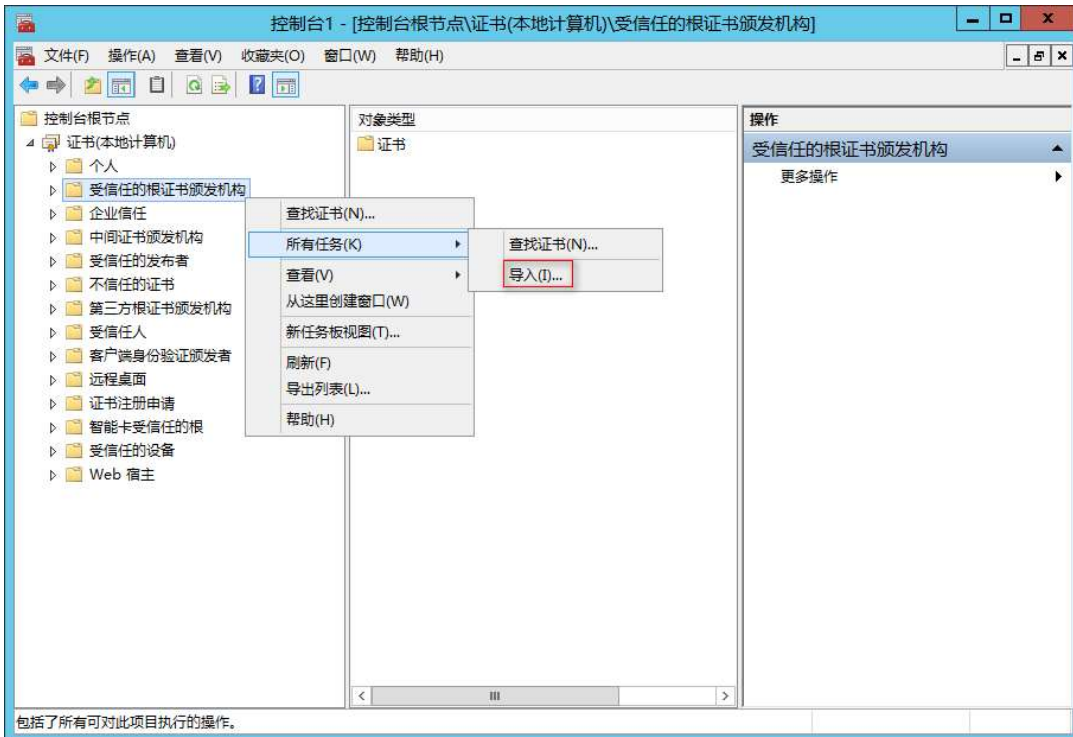 控制台1 - [控制台根节点\证书(本地计算机)\受信任的根证书颁发机构]
文件(F) 操作(A) 查看(V) 收藏夹(O) 窗口(W) 帮助(H)
控制台根节点
证书(本地计算机)
个人
受信任的根证书颁发机构
企业信任
中间证书颁发机构
受信任的发布者
不信任的证书
第三方根证书颁发机构
受信任人
客户端身份验证颁发者
远程桌面
证书注册申请
智能卡受信任的根
受信任的设备
Web 宿主
对象类型
证书
查找证书(N)...
所有任务(K)
查看(V)
从这里创建窗口(W)
新任务板视图(T)...
刷新(F)
导出列表(L)...
帮助(H)
查找证书(N)...
导入(I)...
操作
受信任的根证书颁发机构
更多操作
包括了所有可对此项目执行的操作。